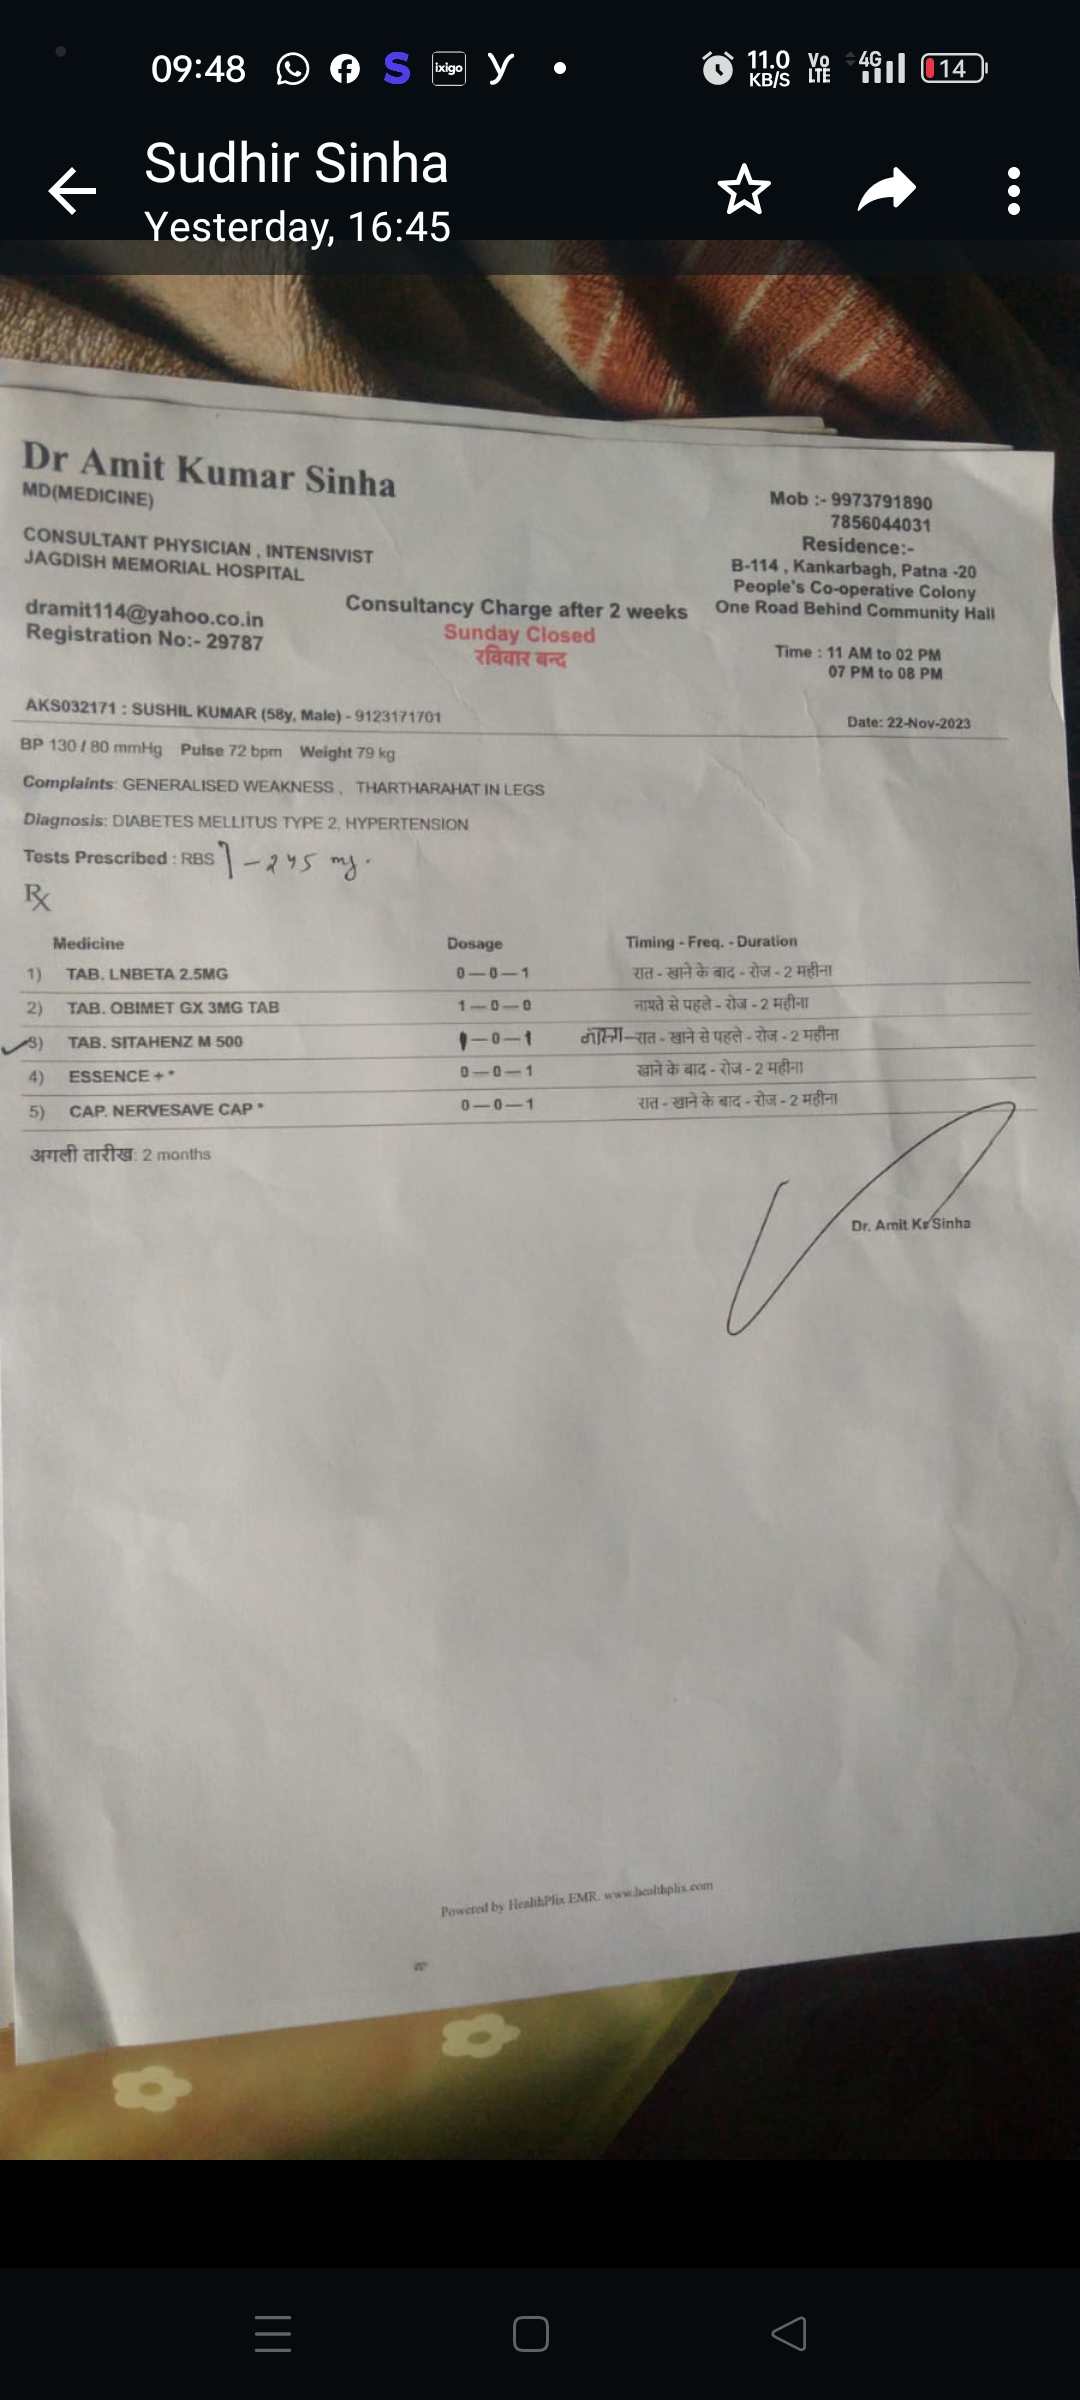 09:48 ixigo 11.0 KB/S Vo LTE 4G 14
Sudhir Sinha
Yesterday, 16:45
Dr Amit Kumar Sinha
MD(MEDICINE)
CONSULTANT PHYSICIAN , INTENSIVIST
JAGDISH MEMORIAL HOSPITAL
dramit114@yahoo.co.in
Registration No:- 29787
Consultancy Charge after 2 weeks
Sunday Closed
रविवार बन्द
Mob :- 9973791890
7856044031
Residence:-
B-114 , Kankarbagh, Patna -20
People's Co-operative Colony
One Road Behind Community Hall
Time : 11 AM to 02 PM
07 PM to 08 PM
AKS032171 : SUSHIL KUMAR (58y, Male) - 9123171701
Date: 22-Nov-2023
BP 130 / 80 mmHg Pulse 72 bpm Weight 79 kg
Complaints: GENERALISED WEAKNESS , THARTHARAHAT IN LEGS
Diagnosis: DIABETES MELLITUS TYPE 2, HYPERTENSION
Tests Prescribed : RBS - 245 mg.
Rx
Medicine Dosage Timing - Freq. - Duration
1) TAB. LNBETA 2.5MG 0 - 0 - 1 रात - खाने के बाद - रोज - 2 महीना
2) TAB. OBIMET GX 3MG TAB 1 - 0 - 0 नाश्ते से पहले - रोज - 2 महीना
3) TAB. SITAHENZ M 500 1 - 0 - 1 रात - खाने से पहले - रोज - 2 महीना
4) ESSENCE + * 0 - 0 - 1 खाने के बाद - रोज - 2 महीना
5) CAP. NERVESAVE CAP * 0 - 0 - 1 रात - खाने के बाद - रोज - 2 महीना
अगली तारीख: 2 months
Dr. Amit Kr Sinha
Powered by HealthPlix EMR. www.healthplix.com